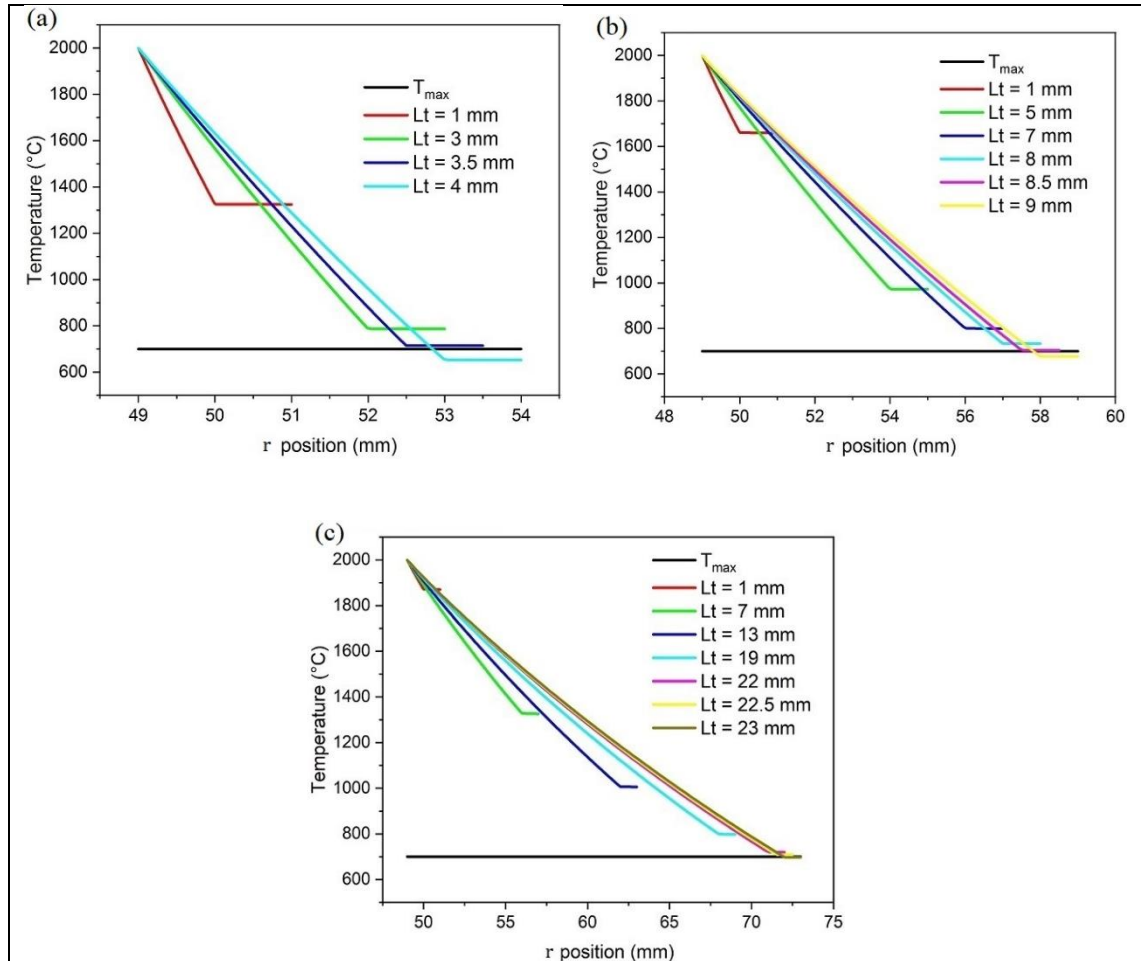 (a)
2000
1800
1600
1400
1200
1000
800
600
Temperature (°C)
Tmax
Lt = 1 mm
Lt = 3 mm
Lt = 3.5 mm
Lt = 4 mm
49 50 51 52 53 54
r position (mm)
(b)
2000
1800
1600
1400
1200
1000
800
600
Temperature (°C)
Tmax
Lt = 1 mm
Lt = 5 mm
Lt = 7 mm
Lt = 8 mm
Lt = 8.5 mm
Lt = 9 mm
48 50 52 54 56 58 60
r position (mm)
(c)
2000
1800
1600
1400
1200
1000
800
600
Temperature (°C)
Tmax
Lt = 1 mm
Lt = 7 mm
Lt = 13 mm
Lt = 19 mm
Lt = 22 mm
Lt = 22.5 mm
Lt = 23 mm
50 55 60 65 70 75
r position (mm)